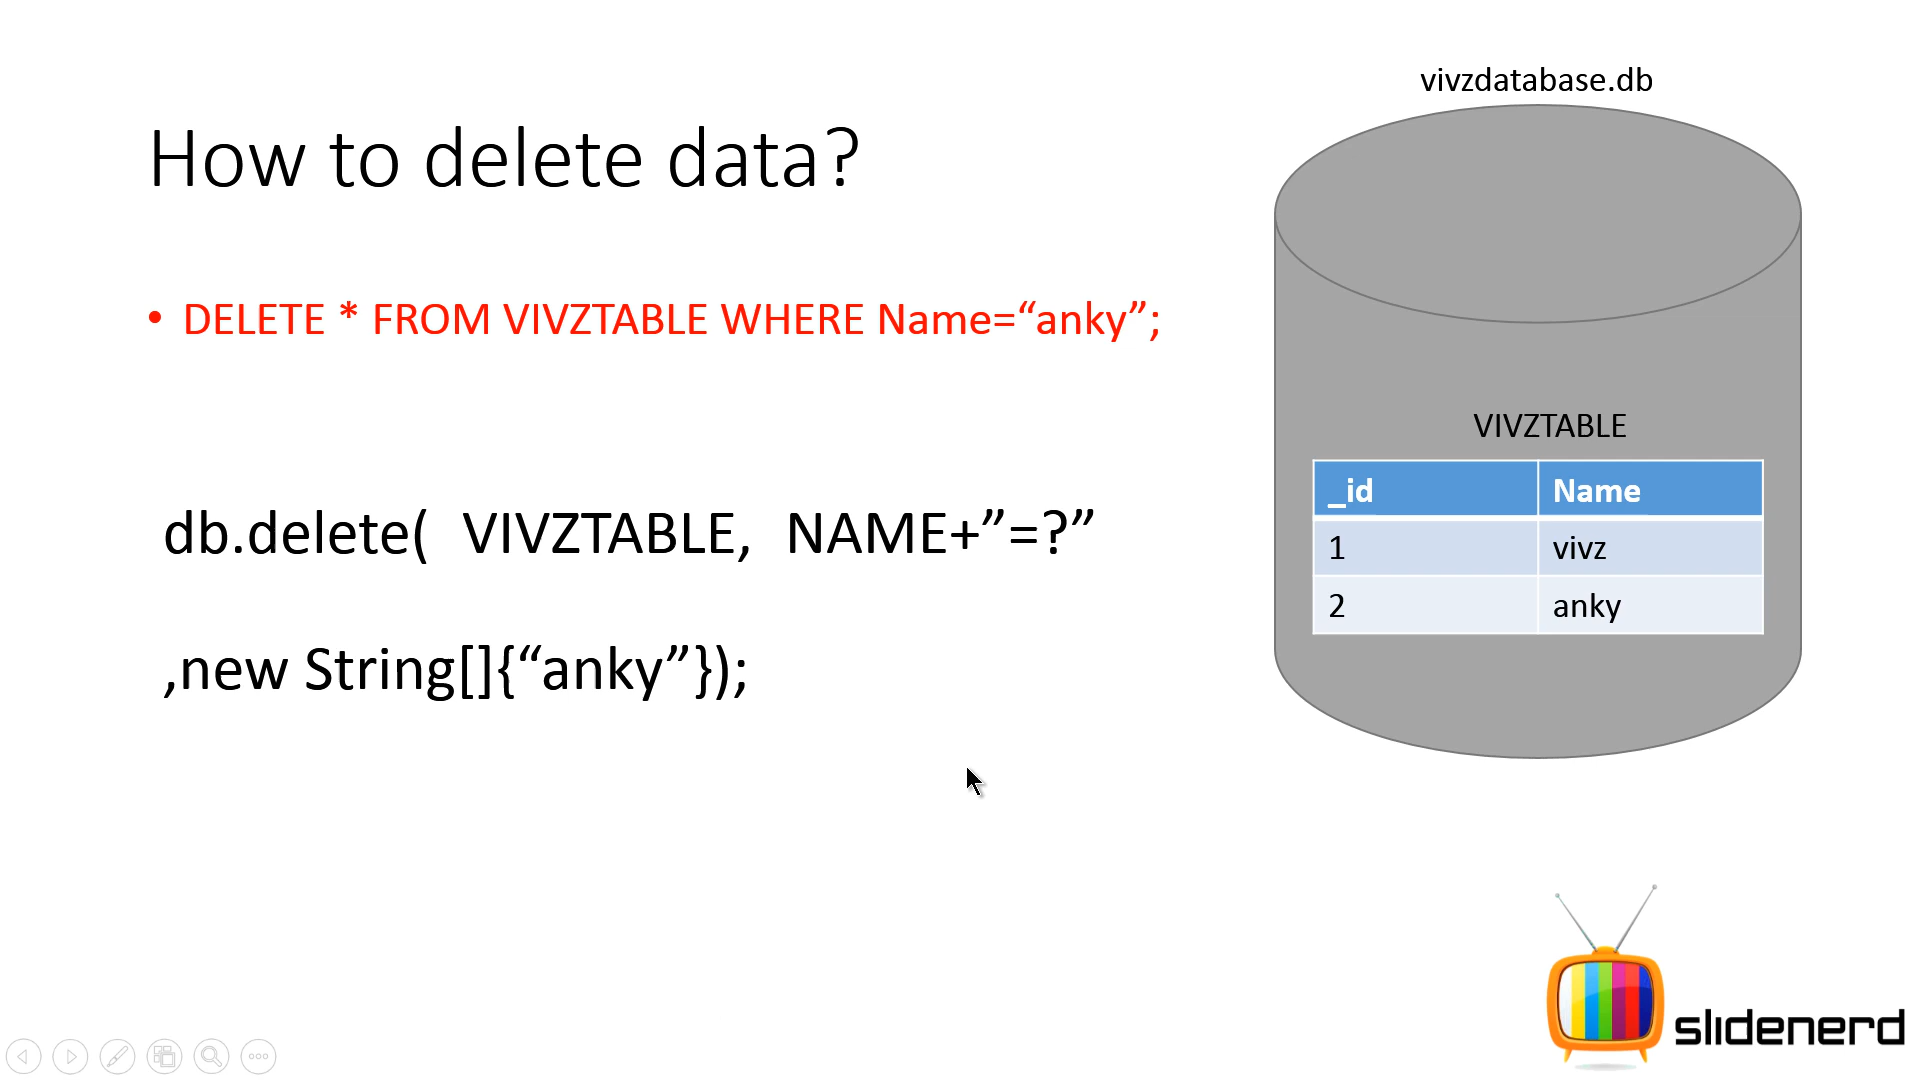 vivzdatabase.db
How to delete data?
• DELETE * FROM VIVZTABLE WHERE Name=“anky”;
VIVZTABLE
_id Name
1 vivz
2 anky
db.delete( VIVZTABLE, NAME+”=?”
,new String[]{“anky”});
slidenerd